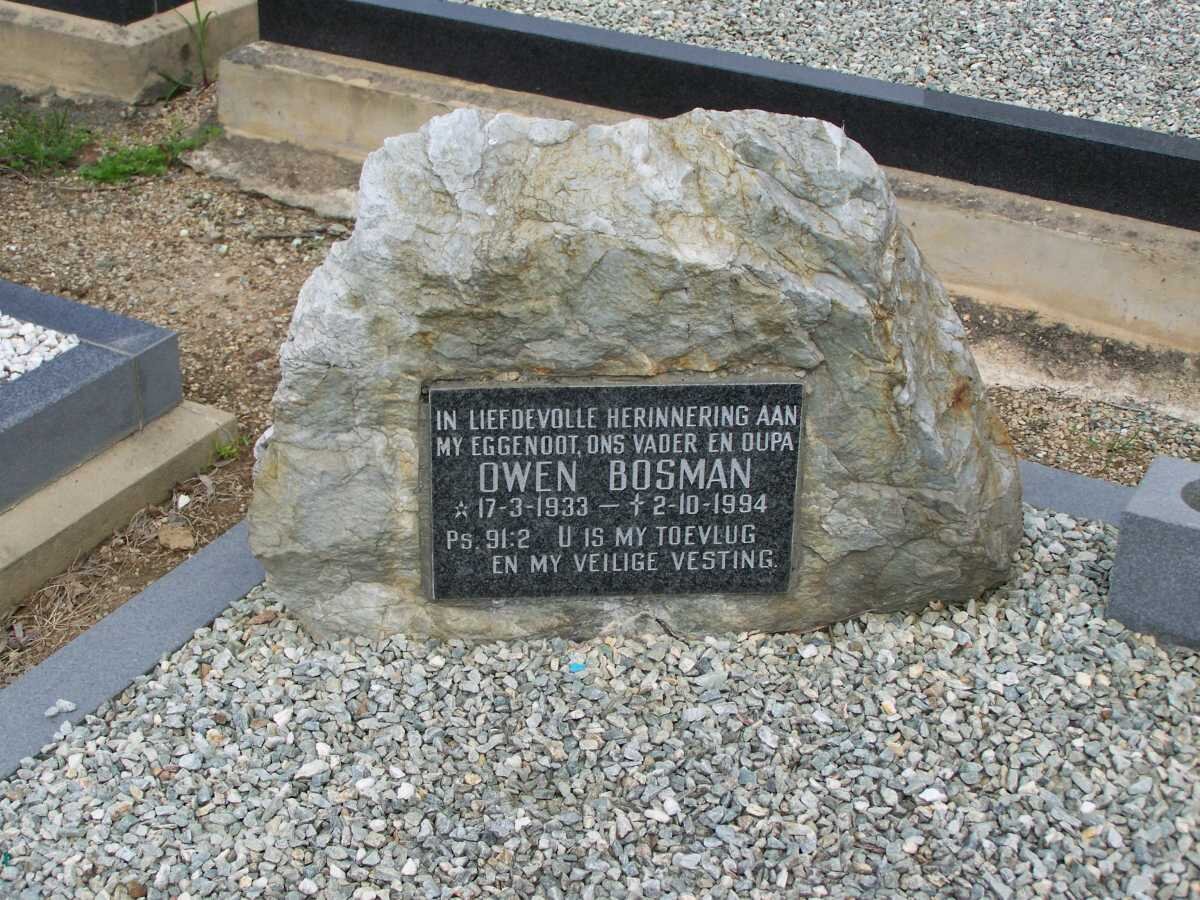 IN LIEFDEVOLLE HERINNERING AAN
MY EGGENOOT, ONS VADER EN OUPA
OWEN BOSMAN
☆ 17-3-1933 — ✝ 2-10-1994
PS. 91:2 U IS MY TOEVLUG
EN MY VEILIGE VESTING.